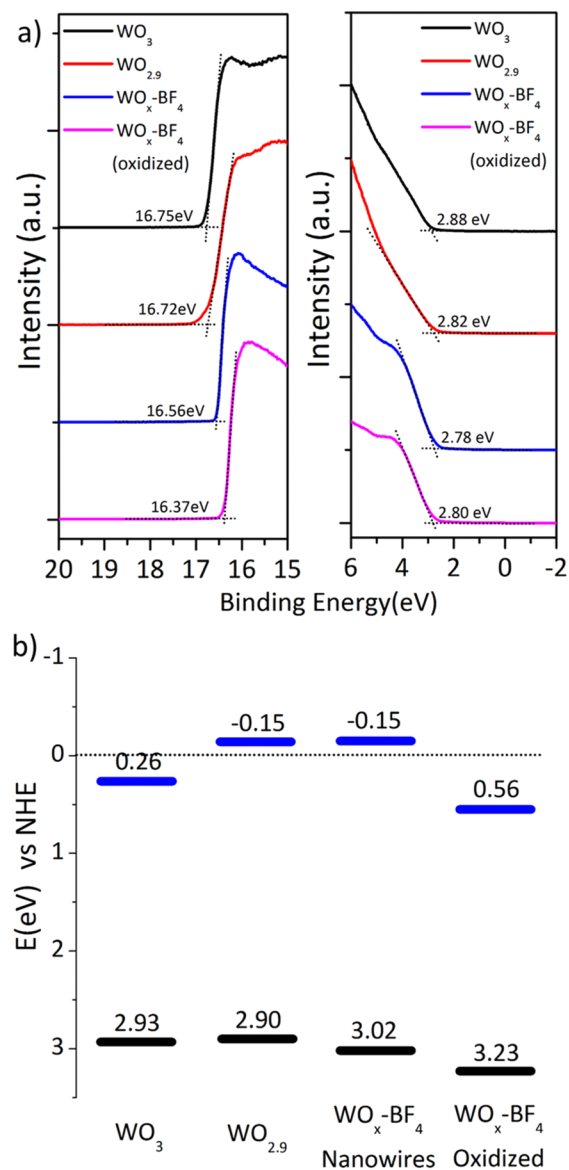 a)
WO3
WO2.9
WOx-BF4
WOx-BF4
(oxidized)
16.75eV
16.72eV
16.56eV
16.37eV
Intensity (a.u.)
20 19 18 17 16 15
WO3
WO2.9
WOx-BF4
WOx-BF4
(oxidized)
2.88 eV
2.82 eV
2.78 eV
2.80 eV
Intensity (a.u.)
6 4 2 0 -2
Binding Energy(eV)
b)
E(eV) vs NHE
-1
0
1
2
3
0.26
-0.15
-0.15
0.56
2.93
2.90
3.02
3.23
WO3
WO2.9
WOx-BF4
Nanowires
WOx-BF4
Oxidized